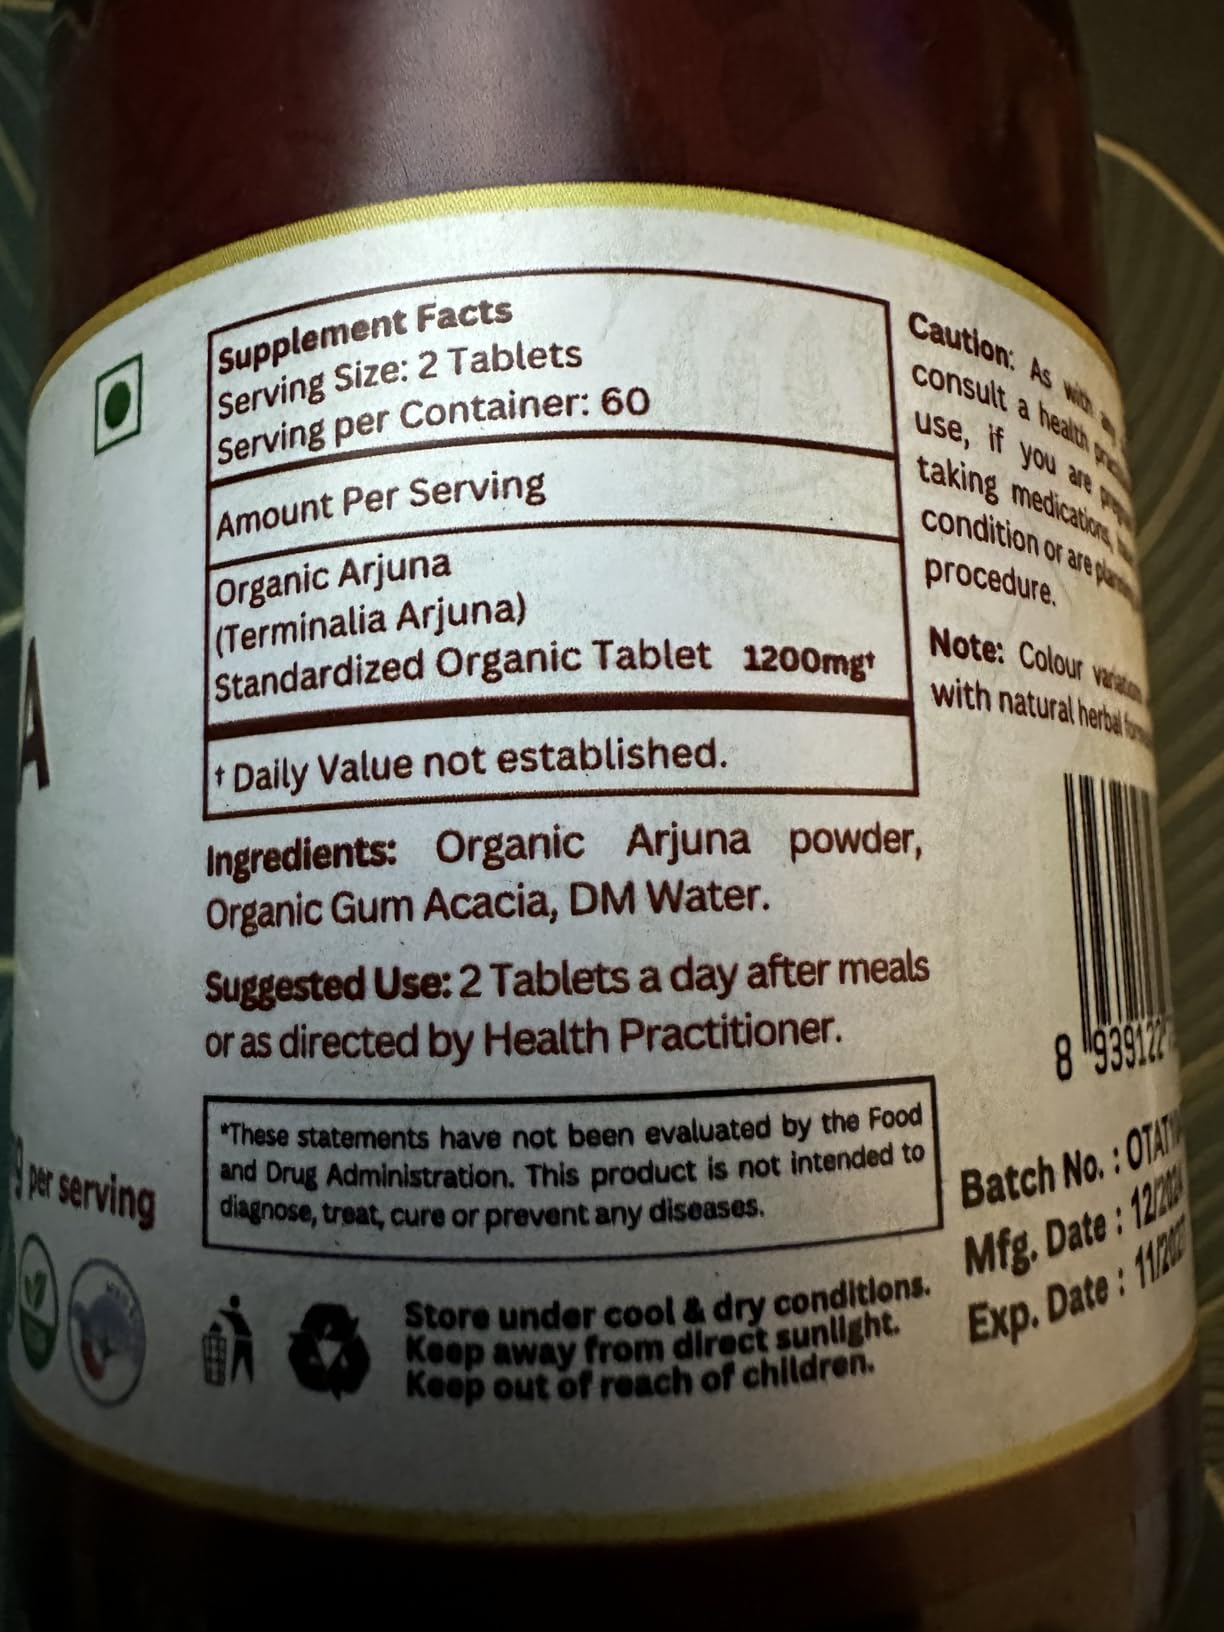 A
per serving
Supplement Facts
Serving Size: 2 Tablets
Serving per Container: 60
Amount Per Serving
Organic Arjuna
(Terminalia Arjuna)
Standardized Organic Tablet 1200mg†
† Daily Value not established.
Ingredients: Organic Arjuna powder,
Organic Gum Acacia, DM Water.
Suggested Use: 2 Tablets a day after meals
or as directed by Health Practitioner.
*These statements have not been evaluated by the Food
and Drug Administration. This product is not intended to
diagnose, treat, cure or prevent any diseases.
Store under cool & dry conditions.
Keep away from direct sunlight.
Keep out of reach of children.
Caution: As with any
consult a health
use, if you are
taking medications,
condition or are
procedure.
Note: Colour
with natural herbal
8 939122
Batch No. :
Mfg. Date : 12/2024
Exp. Date :